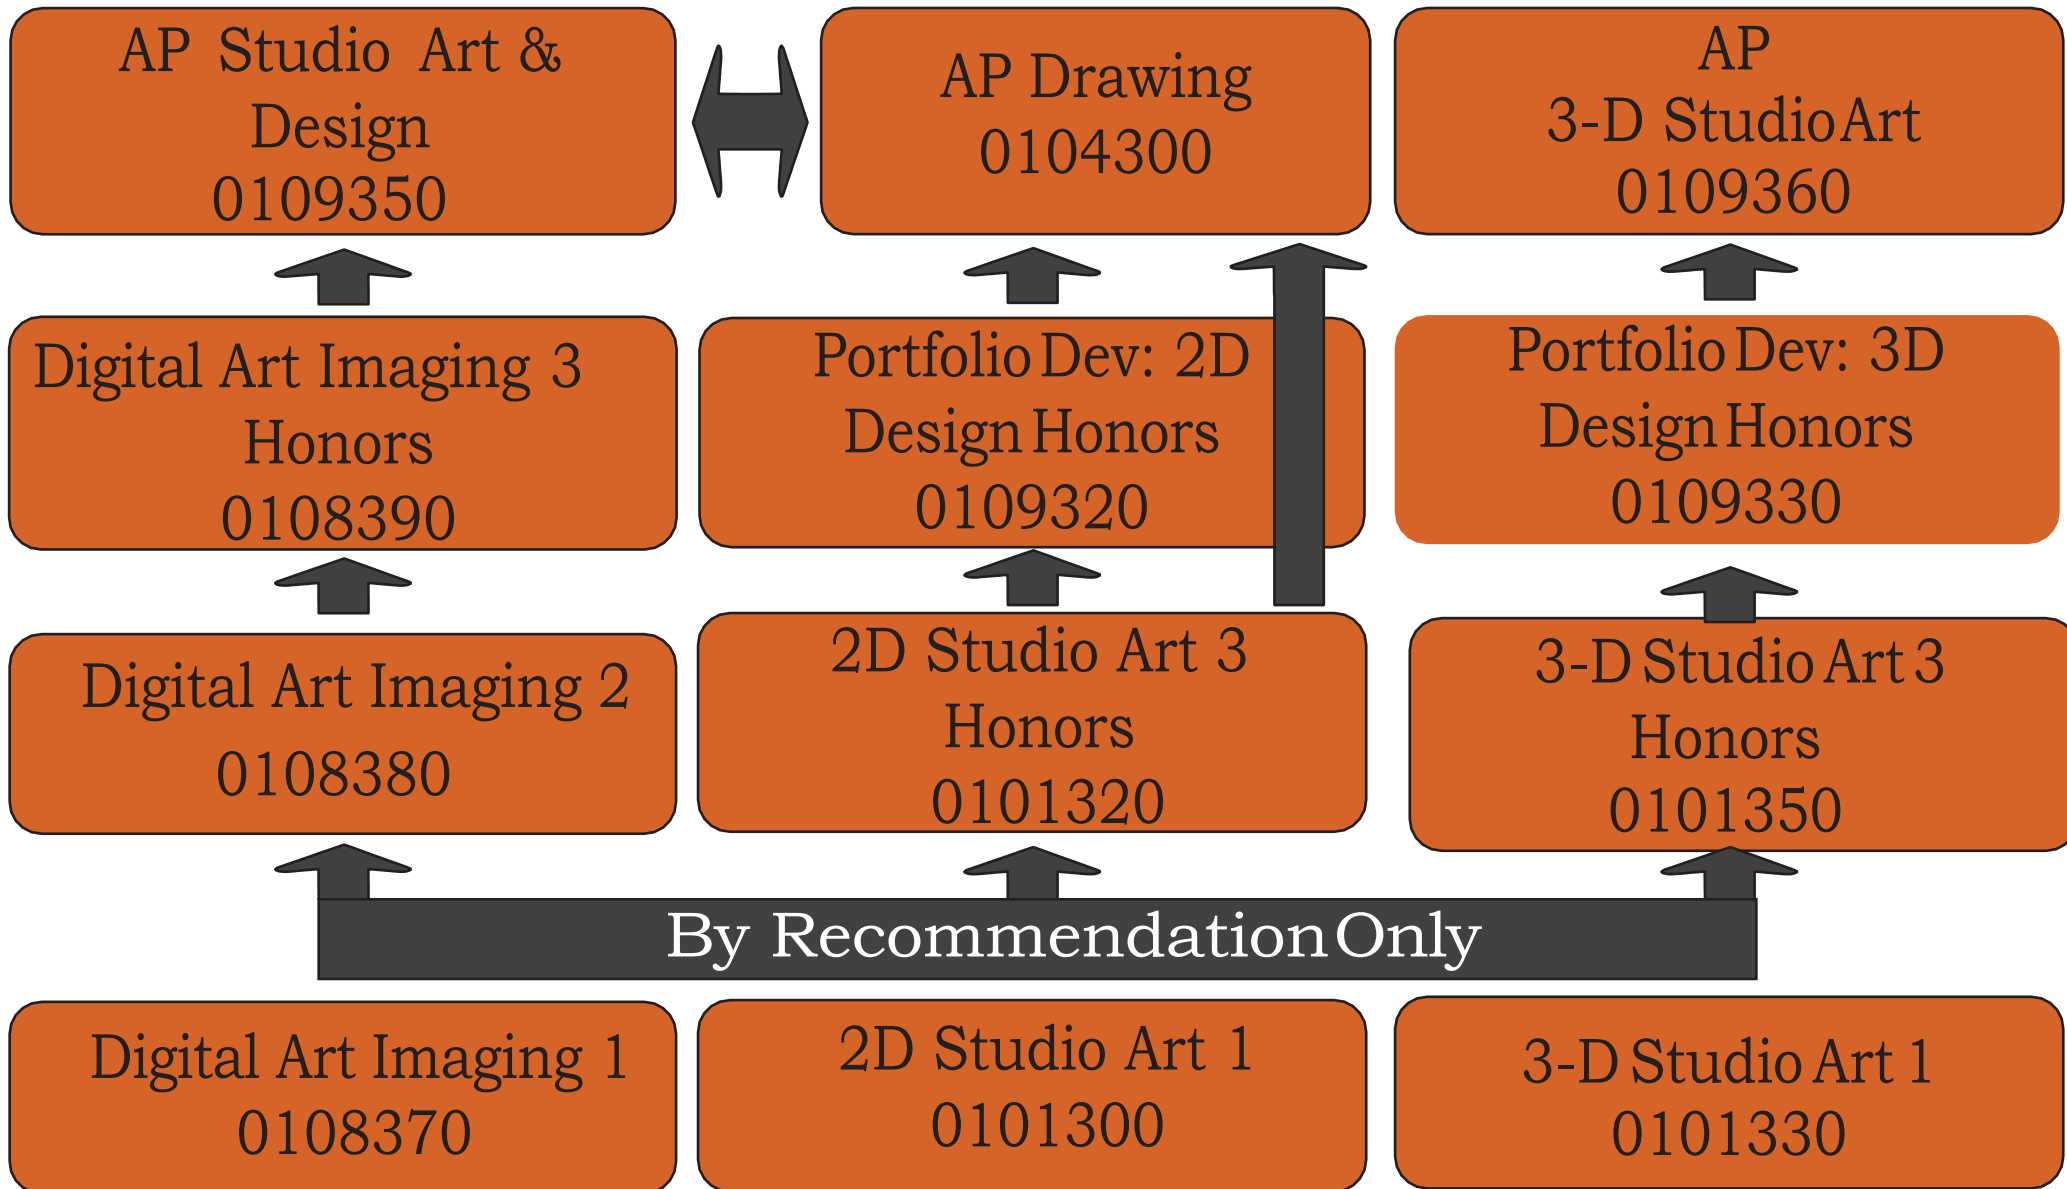 AP Studio Art &
Design
0109350
AP Drawing
0104300
AP
3-D Studio Art
0109360
Digital Art Imaging 3
Honors
0108390
Portfolio Dev: 2D
Design Honors
0109320
Portfolio Dev: 3D
Design Honors
0109330
Digital Art Imaging 2
0108380
2D Studio Art 3
Honors
0101320
3-D Studio Art 3
Honors
0101350
By Recommendation Only
Digital Art Imaging 1
0108370
2D Studio Art 1
0101300
3-D Studio Art 1
0101330